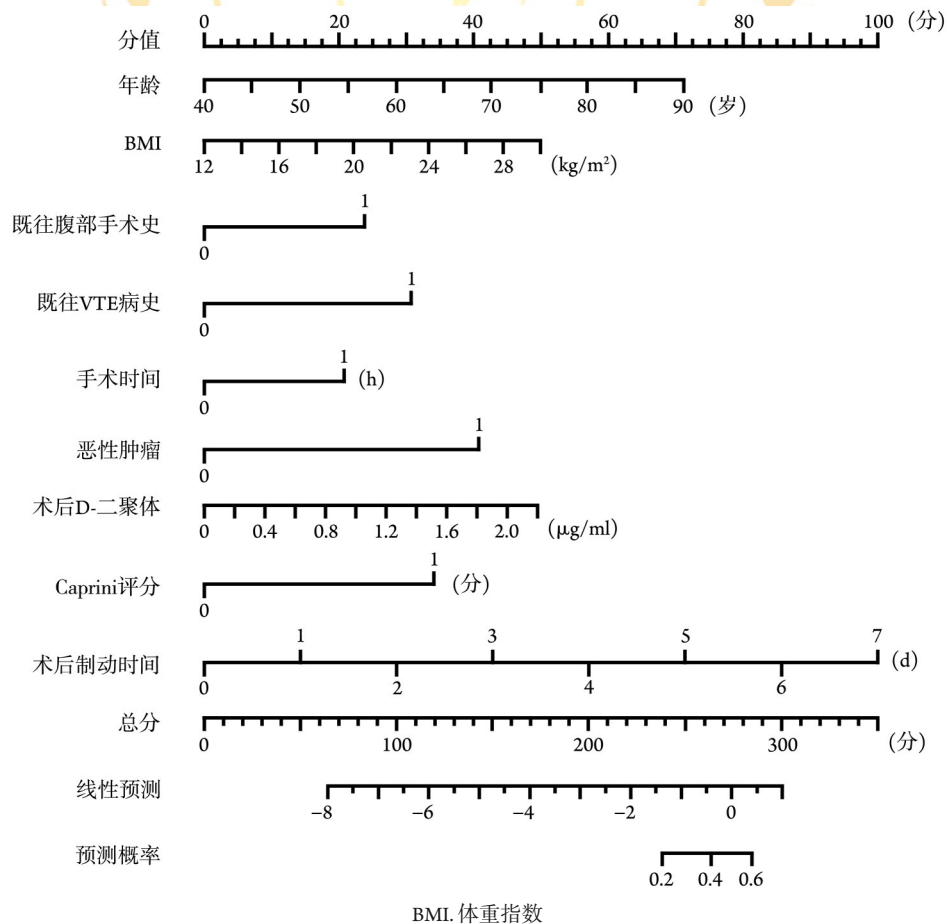 0 20 40 60 80 100 (分)
分值
年龄
40 50 60 70 80 90 (岁)
BMI
12 16 20 24 28 (kg/m²)
1
既往腹部手术史
0
1
既往VTE病史
0
1
手术时间 (h)
0
1
恶性肿瘤
0
术后D-二聚体
0 0.4 0.8 1.2 1.6 2.0 (μg/ml)
1
Caprini评分 (分)
0
1 3 5 7
术后制动时间 (d)
0 2 4 6
总分
0 100 200 300 (分)
线性预测
−8 −6 −4 −2 0
预测概率
0.2 0.4 0.6
BMI. 体重指数